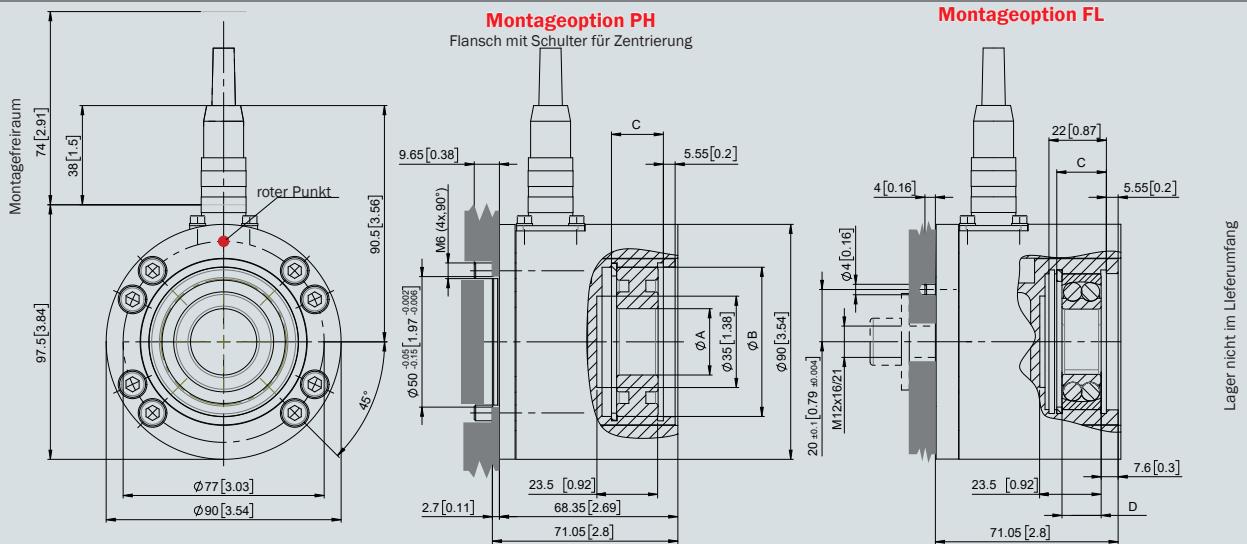 Montageoption PH
Flansch mit Schulter für Zentrierung
Montageoption FL
Montagefreiraum
74[2.91]
38[1.5]
97.5[3.84]
roter Punkt
90.5[3.56]
45°
Ø77[3.03]
Ø90[3.54]
9.65[0.38]
C
5.55[0.2]
M6 (4x,90°)
Ø50 -0.05 -0.15 [1.97 -0.002 -0.006]
ØA
Ø35[1.38]
ØB
Ø90[3.54]
23.5 [0.92]
2.7[0.11]
68.35[2.69]
71.05[2.8]
22[0.87]
C
4[0.16]
5.55[0.2]
Ø4[0.16]
20 ±0.1[0.79 ±0.004]
M12x16/21
7.6[0.3]
23.5 [0.92]
D
71.05[2.8]
Lager nicht im LIeferumfang